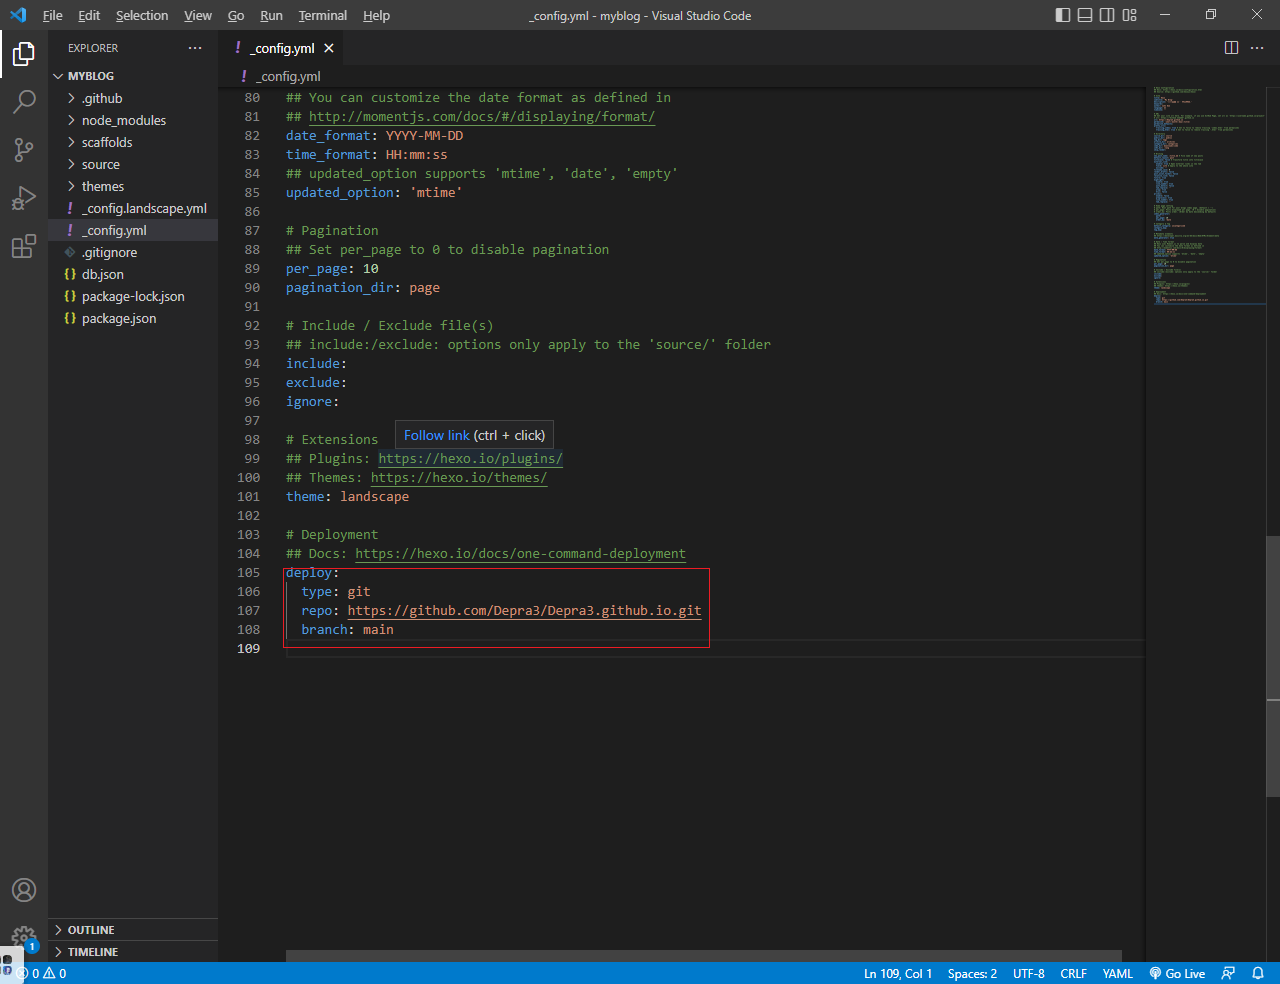 File Edit Selection View Go Run Terminal Help
_config.yml - myblog - Visual Studio Code
EXPLORER
MYBLOG
.github
node_modules
scaffolds
source
themes
! _config.landscape.yml
! _config.yml
.gitignore
{} db.json
{} package-lock.json
{} package.json
OUTLINE
TIMELINE
! _config.yml
! _config.yml
80 ## You can customize the date format as defined in
81 ## http://momentjs.com/docs/#/displaying/format/
82 date_format: YYYY-MM-DD
83 time_format: HH:mm:ss
84 ## updated_option supports 'mtime', 'date', 'empty'
85 updated_option: 'mtime'
86
87 # Pagination
88 ## Set per_page to 0 to disable pagination
89 per_page: 10
90 pagination_dir: page
91
92 # Include / Exclude file(s)
93 ## include:/exclude: options only apply to the 'source/' folder
94 include:
95 exclude:
96 ignore:
97
Follow link (ctrl + click)
98 # Extensions
99 ## Plugins: https://hexo.io/plugins/
100 ## Themes: https://hexo.io/themes/
101 theme: landscape
102
103 # Deployment
104 ## Docs: https://hexo.io/docs/one-command-deployment
105 deploy:
106 type: git
107 repo: https://github.com/Depra3/Depra3.github.io.git
108 branch: main
109
1
0 0
Ln 109, Col 1 Spaces: 2 UTF-8 CRLF YAML Go Live